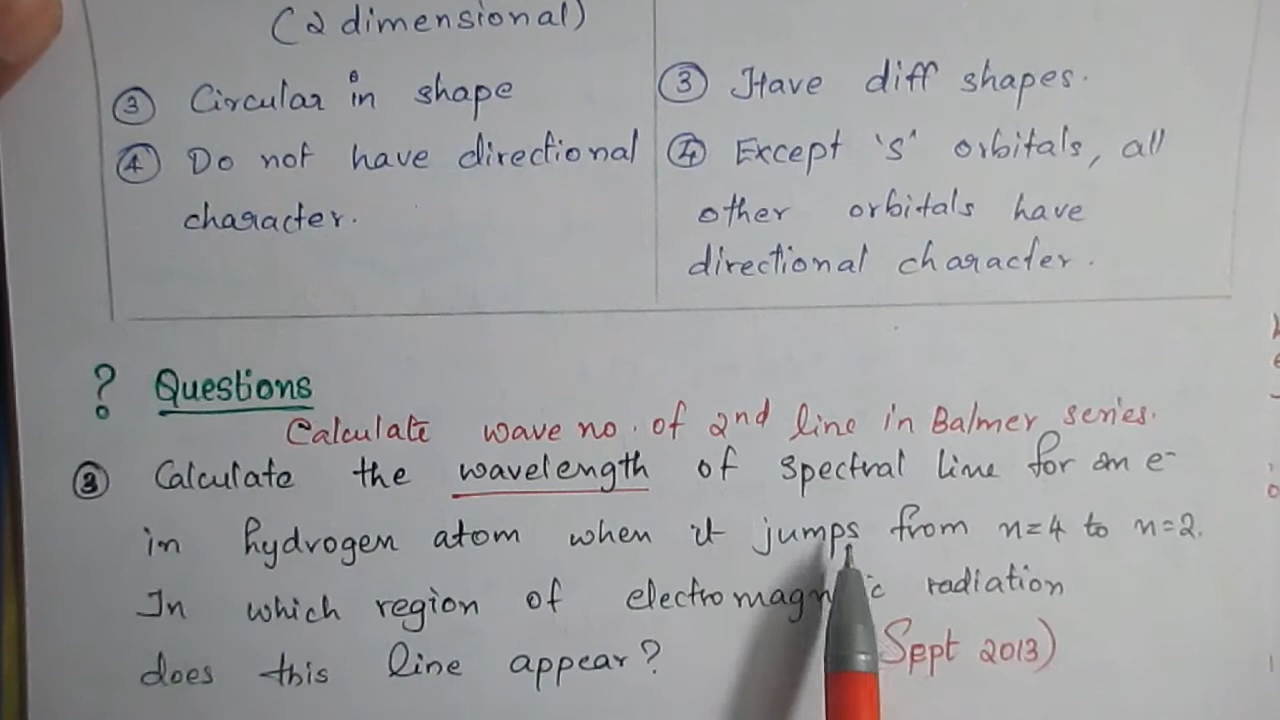 (2 dimensional)
③ Circular in shape
④ Do not have directional
character.
③ Have diff shapes.
④ Except 's' orbitals, all
other orbitals have
directional character.
? Questions
Calculate wave no. of 2nd line in Balmer series.
③ Calculate the wavelength of spectral line for an e⁻
in hydrogen atom when it jumps from n=4 to n=2.
In which region of electromagnetic radiation
does this line appear? Sept 2013)